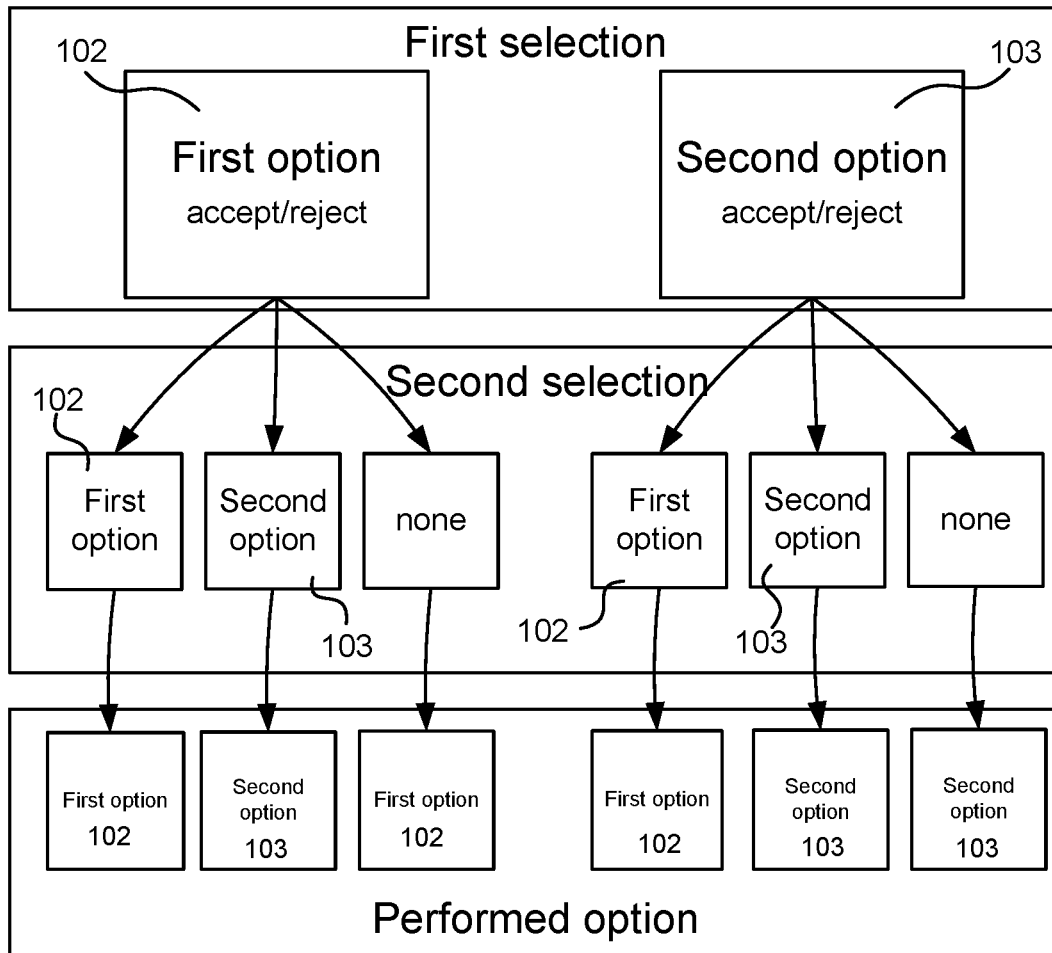 First selection
102
103
First option
accept/reject
Second option
accept/reject
Second selection
102
First
option
Second
option
none
First
option
Second
option
none
103
102
103
First option
102
Second
option
103
First option
102
First option
102
Second
option
103
Second
option
103
Performed option